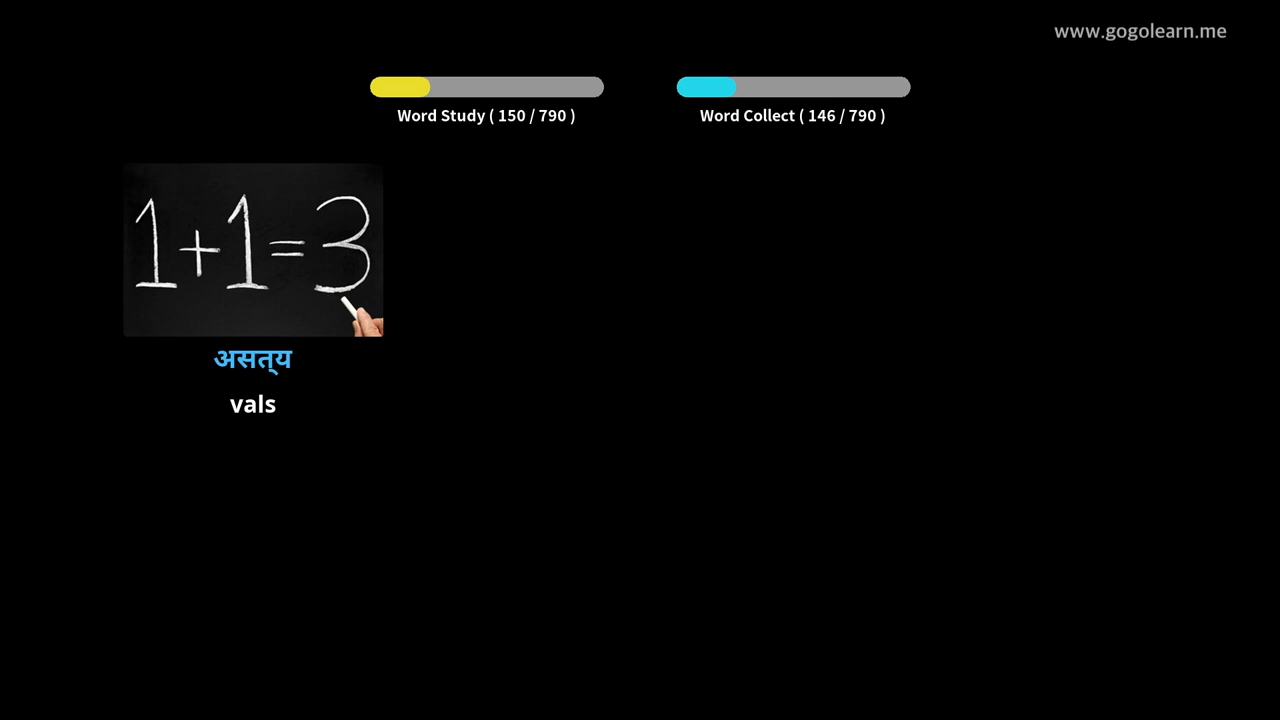 www.gogolearn.me
Word Study ( 150 / 790 )
Word Collect ( 146 / 790 )
1+1=3
असत्य
vals